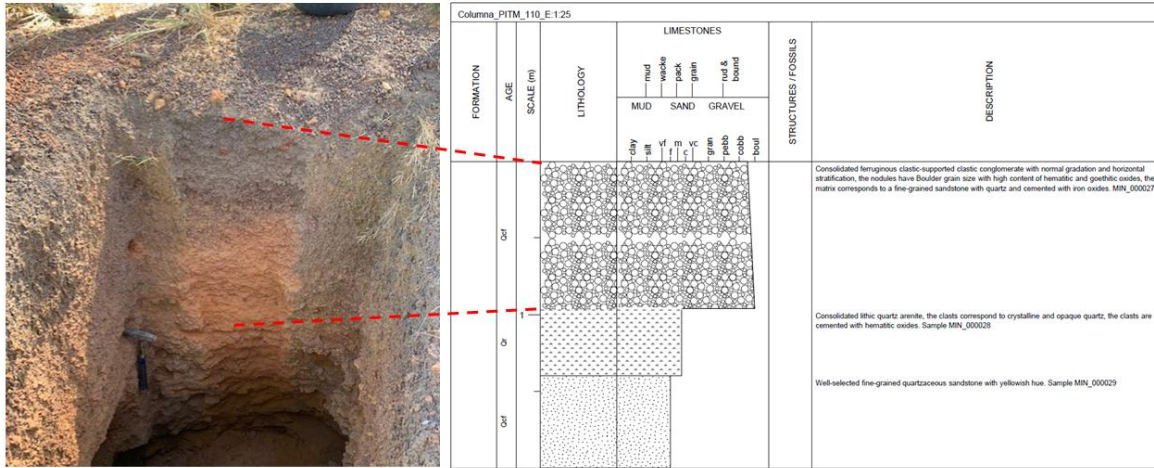 Columna_PITM_110_E:1:25
FORMATION
AGE
SCALE (m)
LITHOLOGY
LIMESTONES
mud
wacke
pack
grain
rud &
bound
MUD SAND GRAVEL
clay
silt
vf
f
m
c
vc
gran
pebb
cobb
boul
STRUCTURES / FOSSILS
DESCRIPTION
Consolidated ferruginous clastic-supported clastic conglomerate with normal gradation and horizontal
stratification, the nodules have Boulder grain size with high content of hematitic and goethitic oxides, the
matrix corresponds to a fine-grained sandstone with quartz and cemented with iron oxides. MIN_000027
Qcf
1
Consolidated lithic quartz arenite, the clasts correspond to crystalline and opaque quartz, the clasts are
cemented with hematitic oxides. Sample MIN_000028
Qr
Well-selected fine-grained quartzaceous sandstone with yellowish hue. Sample MIN_000029
Qcf